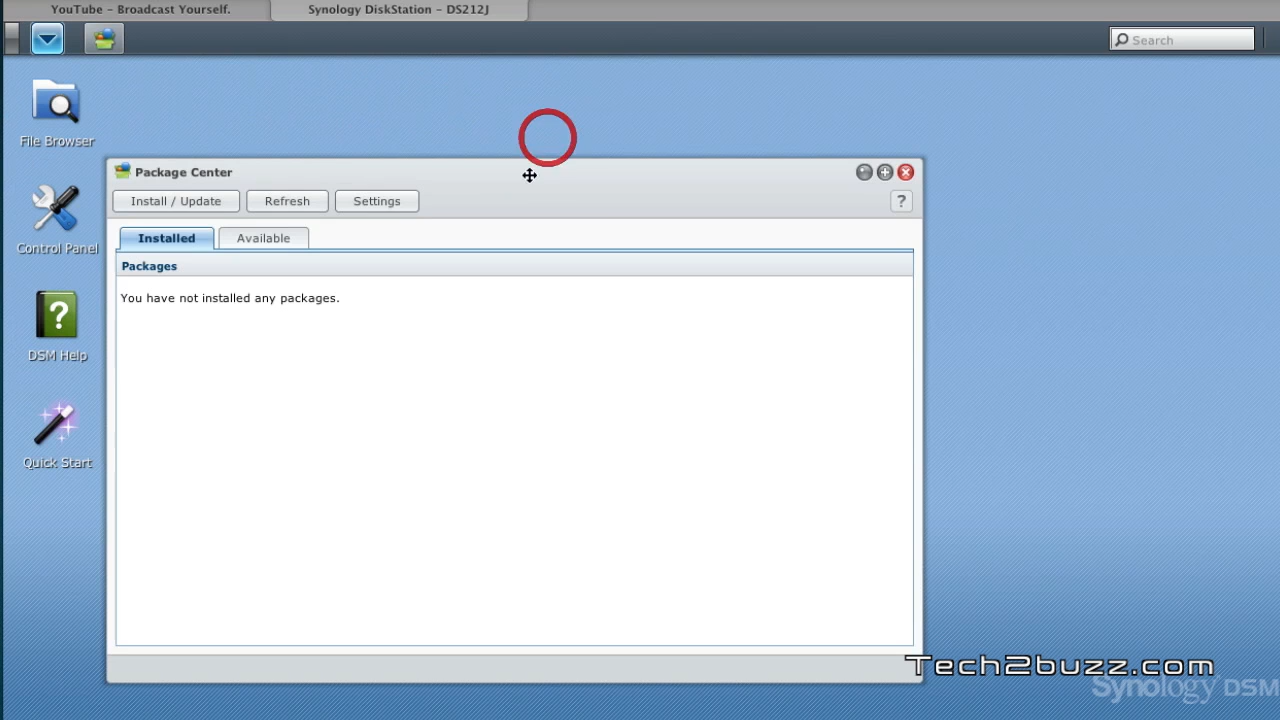 YouTube – Broadcast Yourself.
Synology DiskStation – DS212J
Search
File Browser
Package Center
Install / Update
Refresh
Settings
?
Control Panel
Installed
Available
Packages
You have not installed any packages.
?
DSM Help
Quick Start
Tech2buzz.com
Synology DSM